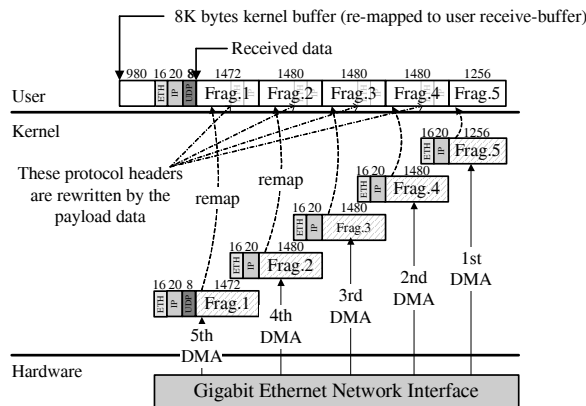 8K bytes kernel buffer (re-mapped to user receive-buffer)
Received data
980 16 20 8 1472 1480 1480 1480 1256
User
ETH IP UDP Frag.1 Frag.2 Frag.3 Frag.4 Frag.5
Kernel
These protocol headers
are rewritten by the
payload data
remap
remap
16 20 1256
ETH IP Frag.5
16 20 1480
ETH IP Frag.4
16 20 1480
ETH IP Frag.3
16 20 1480
ETH IP Frag.2
16 20 8 1472
ETH IP UDP Frag.1
1st
DMA
2nd
DMA
3rd
DMA
4th
DMA
5th
DMA
Hardware
Gigabit Ethernet Network Interface